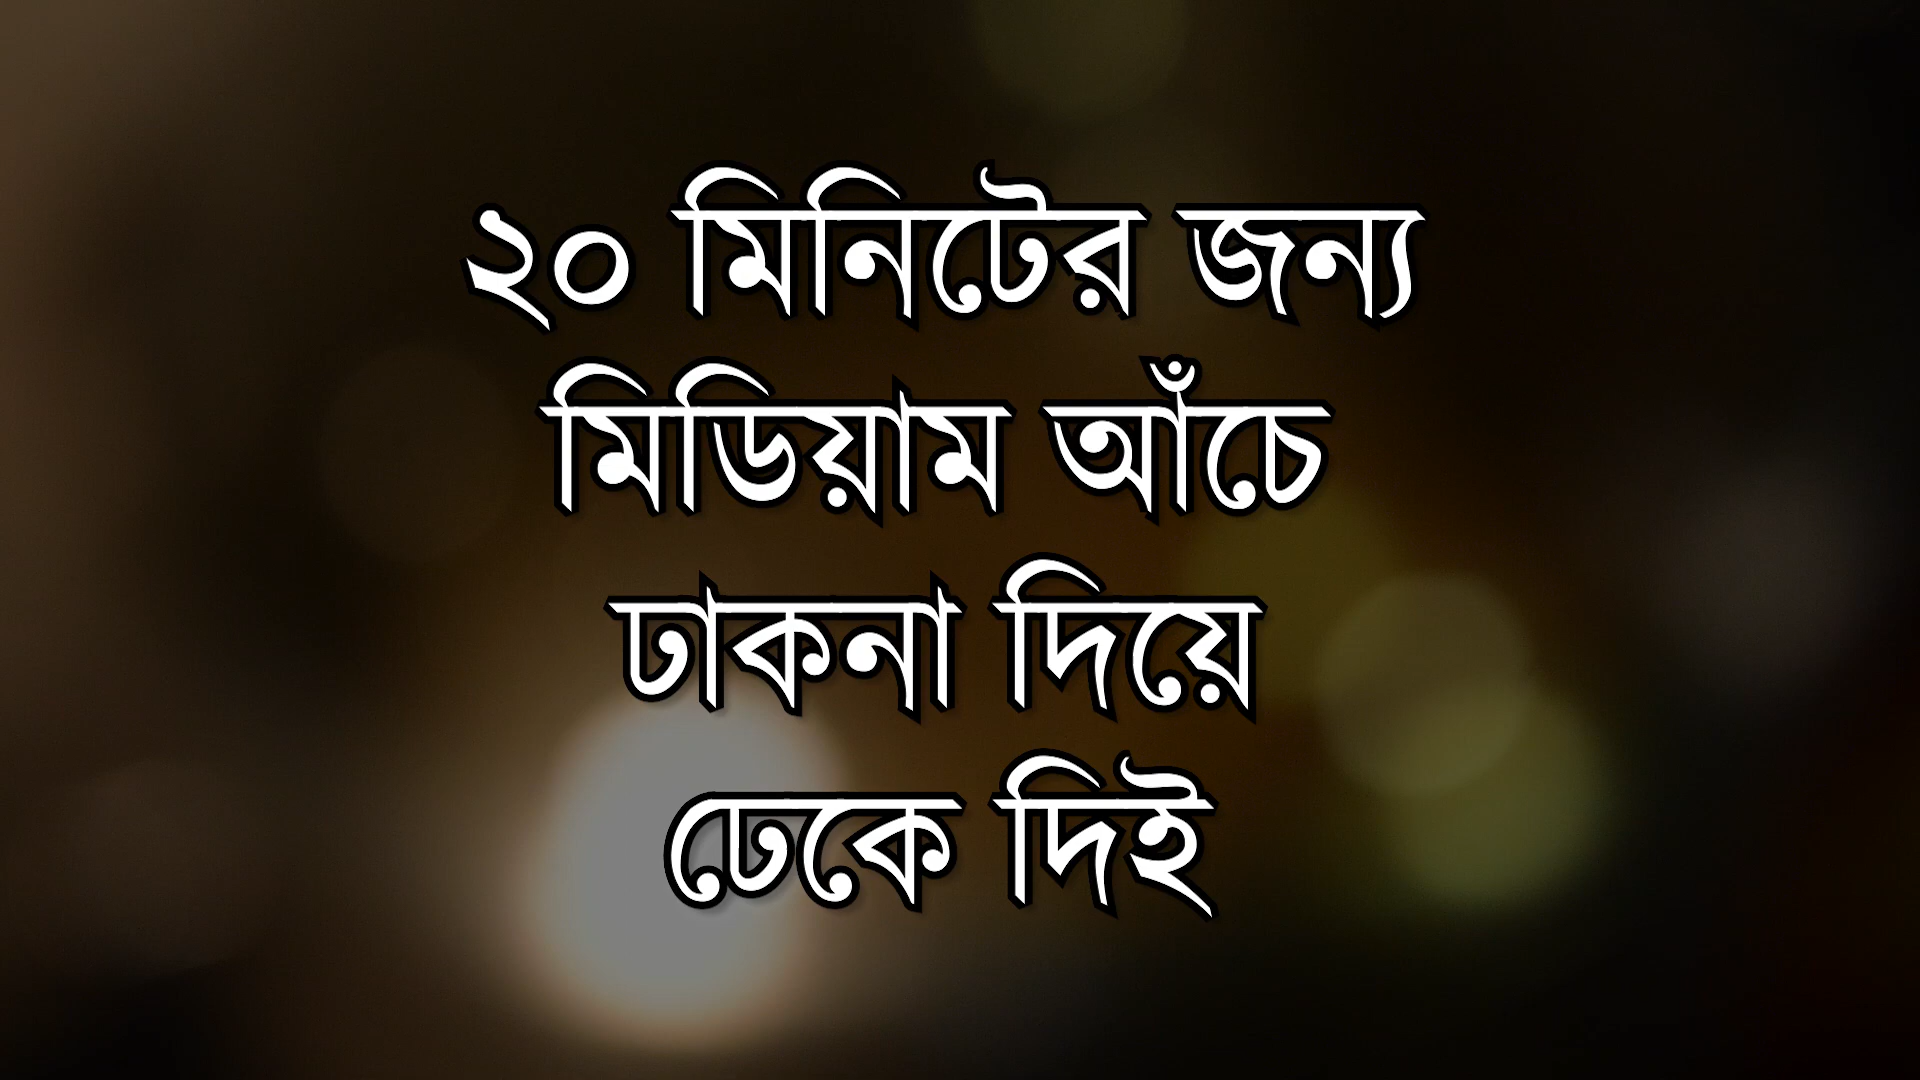 ২০ মিনিটের জন্য
মিডিয়াম আঁচে
ঢাকনা দিয়ে
ঢেকে দিই